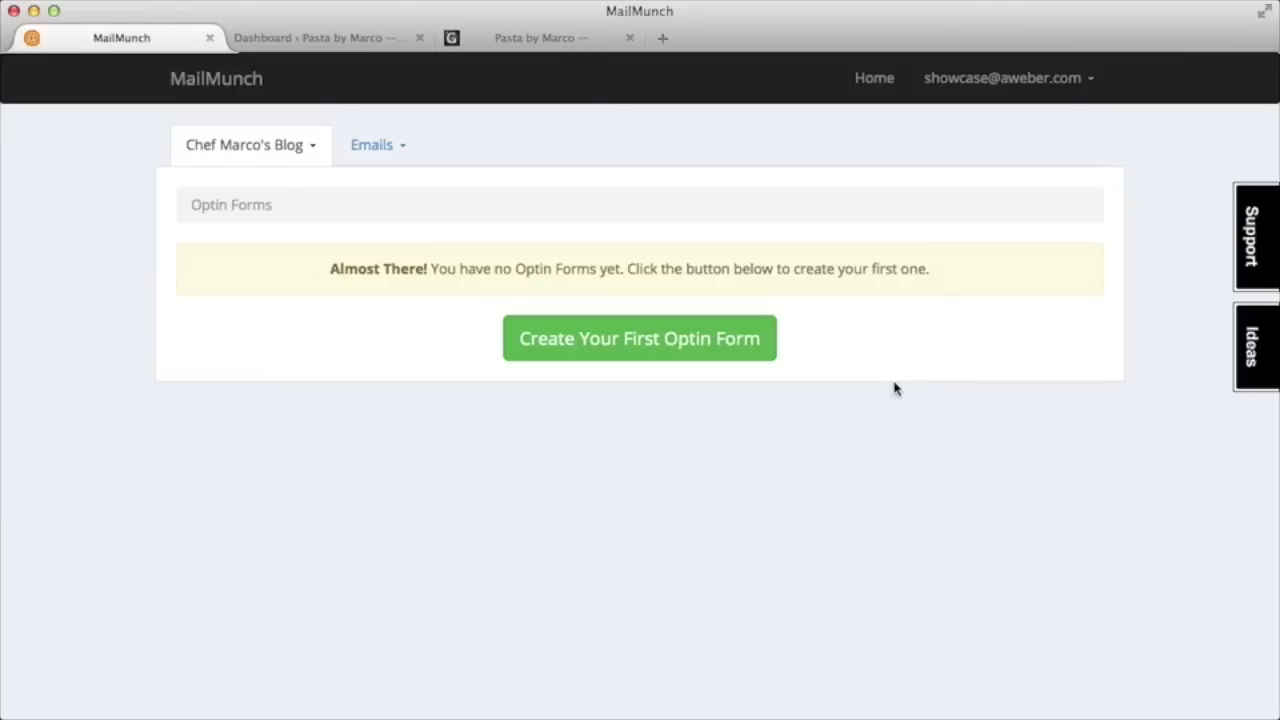 MailMunch
MailMunch
Dashboard ‹ Pasta by Marco —...
G
Pasta by Marco —
MailMunch
Home
showcase@aweber.com
Chef Marco's Blog
Emails
Optin Forms
Almost There! You have no Optin Forms yet. Click the button below to create your first one.
Create Your First Optin Form
Support
Ideas